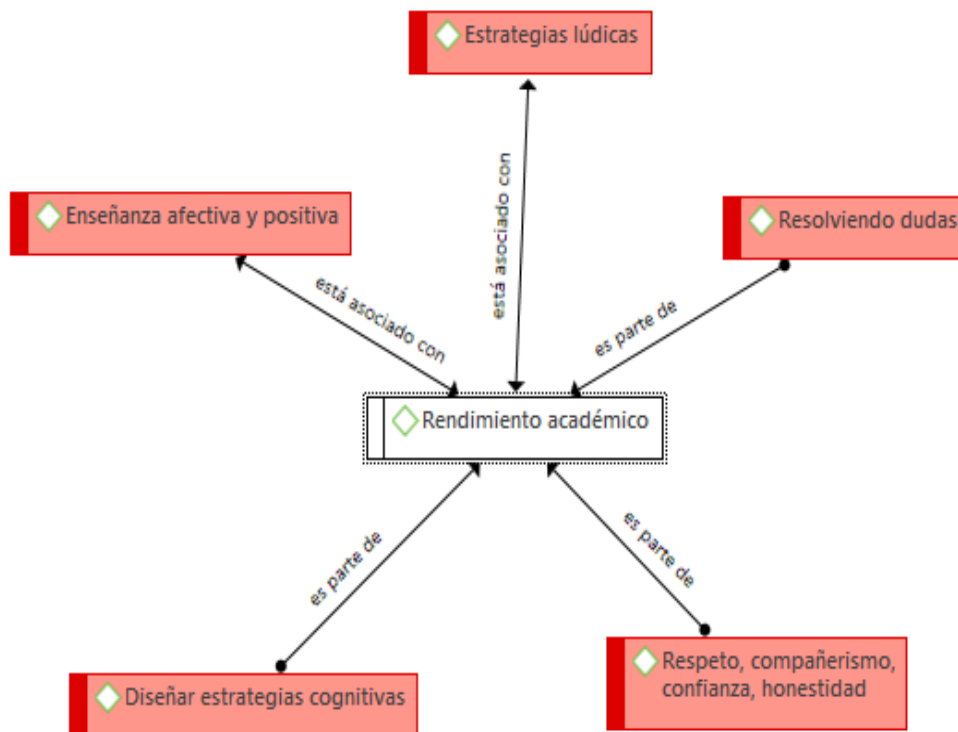 Estrategias lúdicas
está asociado con
Enseñanza afectiva y positiva
Resolviendo dudas
está asociado con
es parte de
Rendimiento académico
es parte de
es parte de
Diseñar estrategias cognitivas
Respeto, compañerismo,
confianza, honestidad